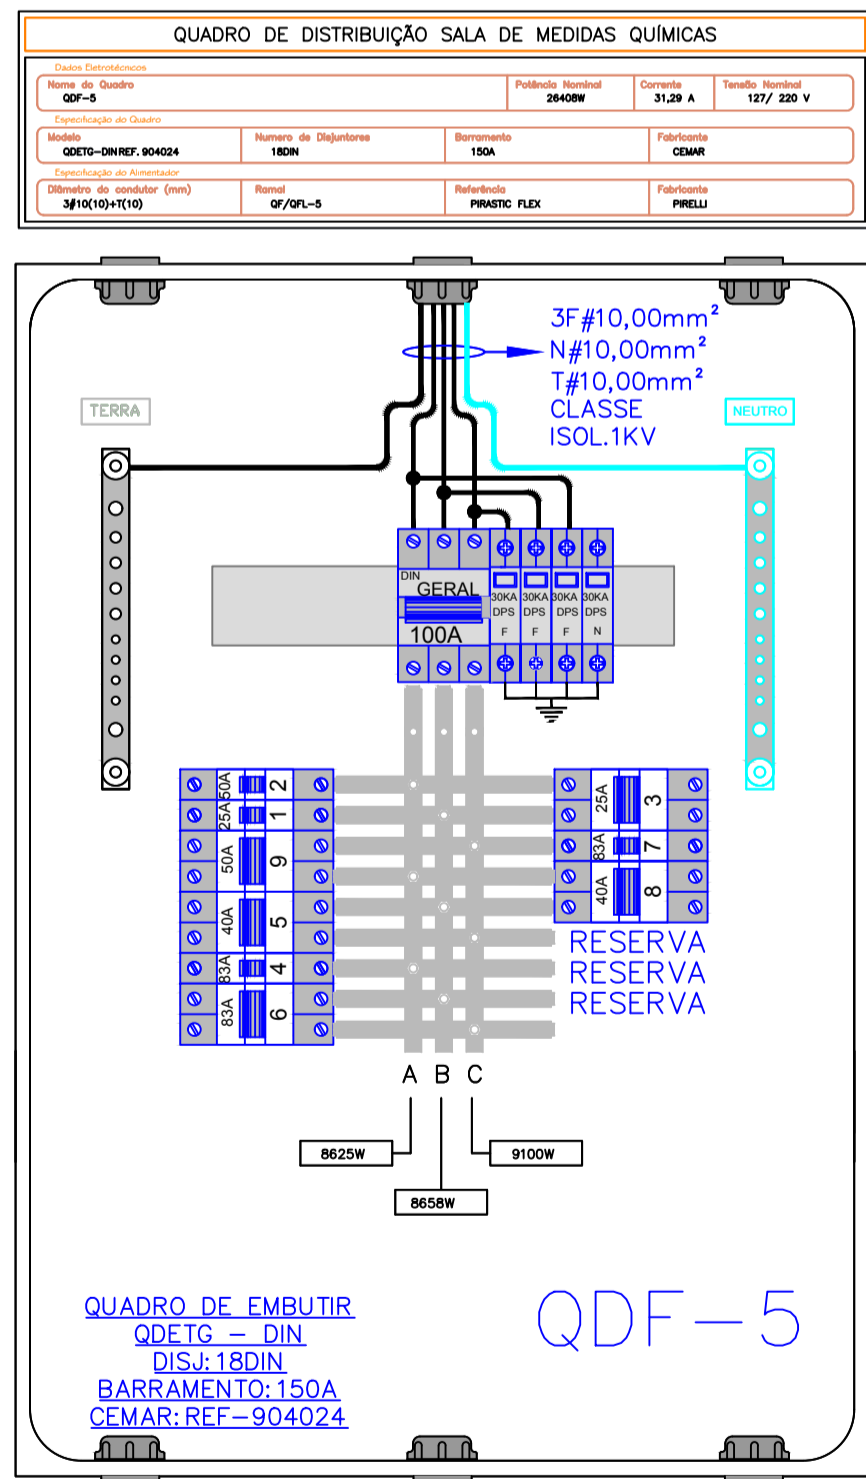 QUADRO DE DISTRIBUIÇÃO SALA DE MEDIDAS QUÍMICAS
Dados Eletrotécnicos
Nome do Quadro
QDF-5
Potência Nominal
26408W
Corrente
31,29 A
Tensão Nominal
127/ 220 V
Especificação do Quadro
Modelo
QDETG-DIN REF. 904024
Numero de Disjuntores
18DIN
Barramento
150A
Fabricante
CEMAR
Especificação do Alimentador
Diâmetro do condutor (mm)
3#10(10)+T(10)
Ramal
QF/QFL-5
Referência
PIRASTIC FLEX
Fabricante
PIRELLI
3F#10,00mm²
N#10,00mm²
T#10,00mm²
CLASSE
ISOL.1KV
TERRA
NEUTRO
DIN
GERAL
100A
30KA
DPS
F
30KA
DPS
F
30KA
DPS
F
30KA
DPS
N
50A 2
25A 1
50A 9
40A 5
83A 4
83A 6
25A 3
83A 7
40A 8
RESERVA
RESERVA
RESERVA
A B C
8625W
9100W
8658W
QUADRO DE EMBUTIR
QDETG - DIN
DISJ: 18DIN
BARRAMENTO: 150A
CEMAR: REF-904024
QDF-5